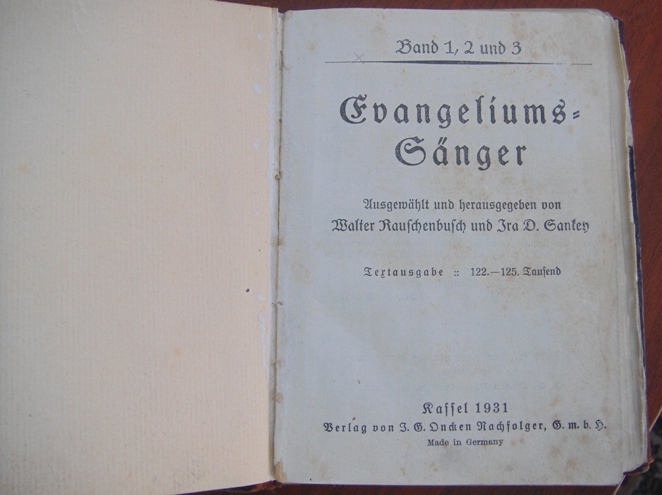 Band 1, 2 und 3
Evangeliums-
Sänger
Ausgewählt und herausgegeben von
Walter Rauschenbusch und Ira D. Sankey
Textausgabe :: 122.—125. Tausend
Kassel 1931
Verlag von J. G. Oncken Nachfolger, G. m. b. H.
Made in Germany